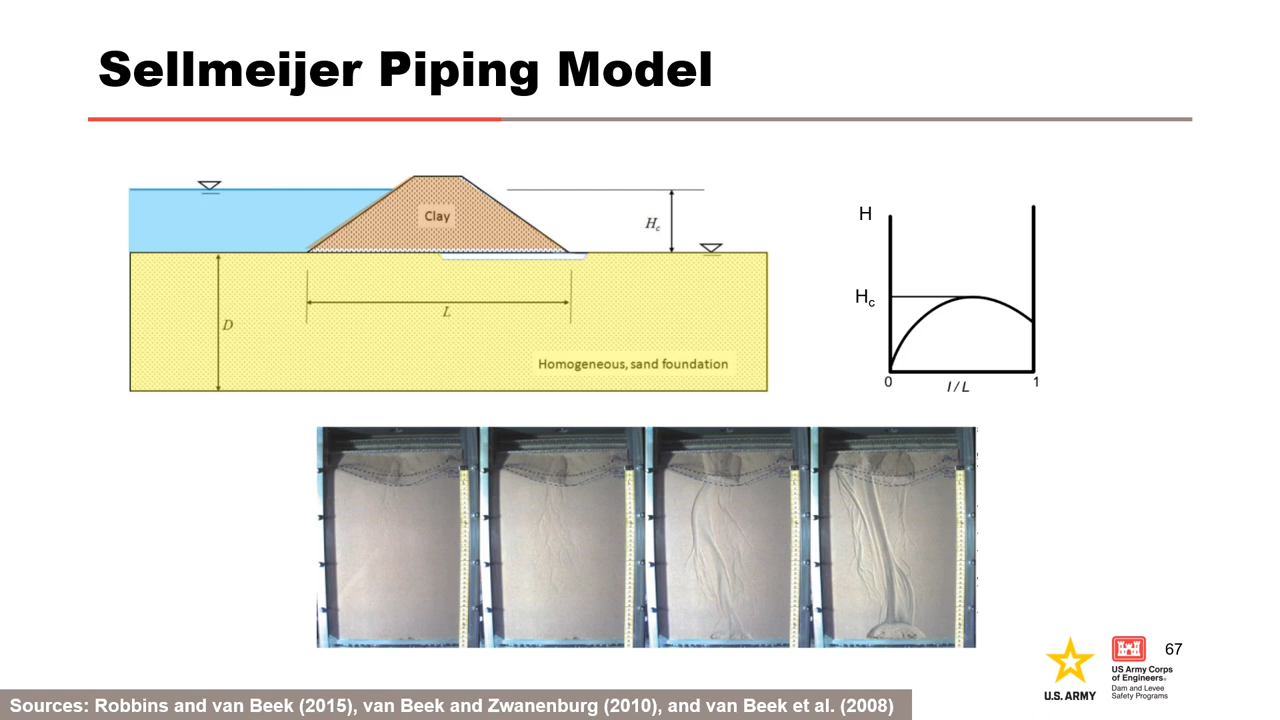 Sellmeijer Piping Model
Clay
H_c
D
L
Homogeneous, sand foundation
H
H_c
0
l / L
1
67
U.S. ARMY
US Army Corps
of Engineers®
Dam and Levee
Safety Programs
Sources: Robbins and van Beek (2015), van Beek and Zwanenburg (2010), and van Beek et al. (2008)